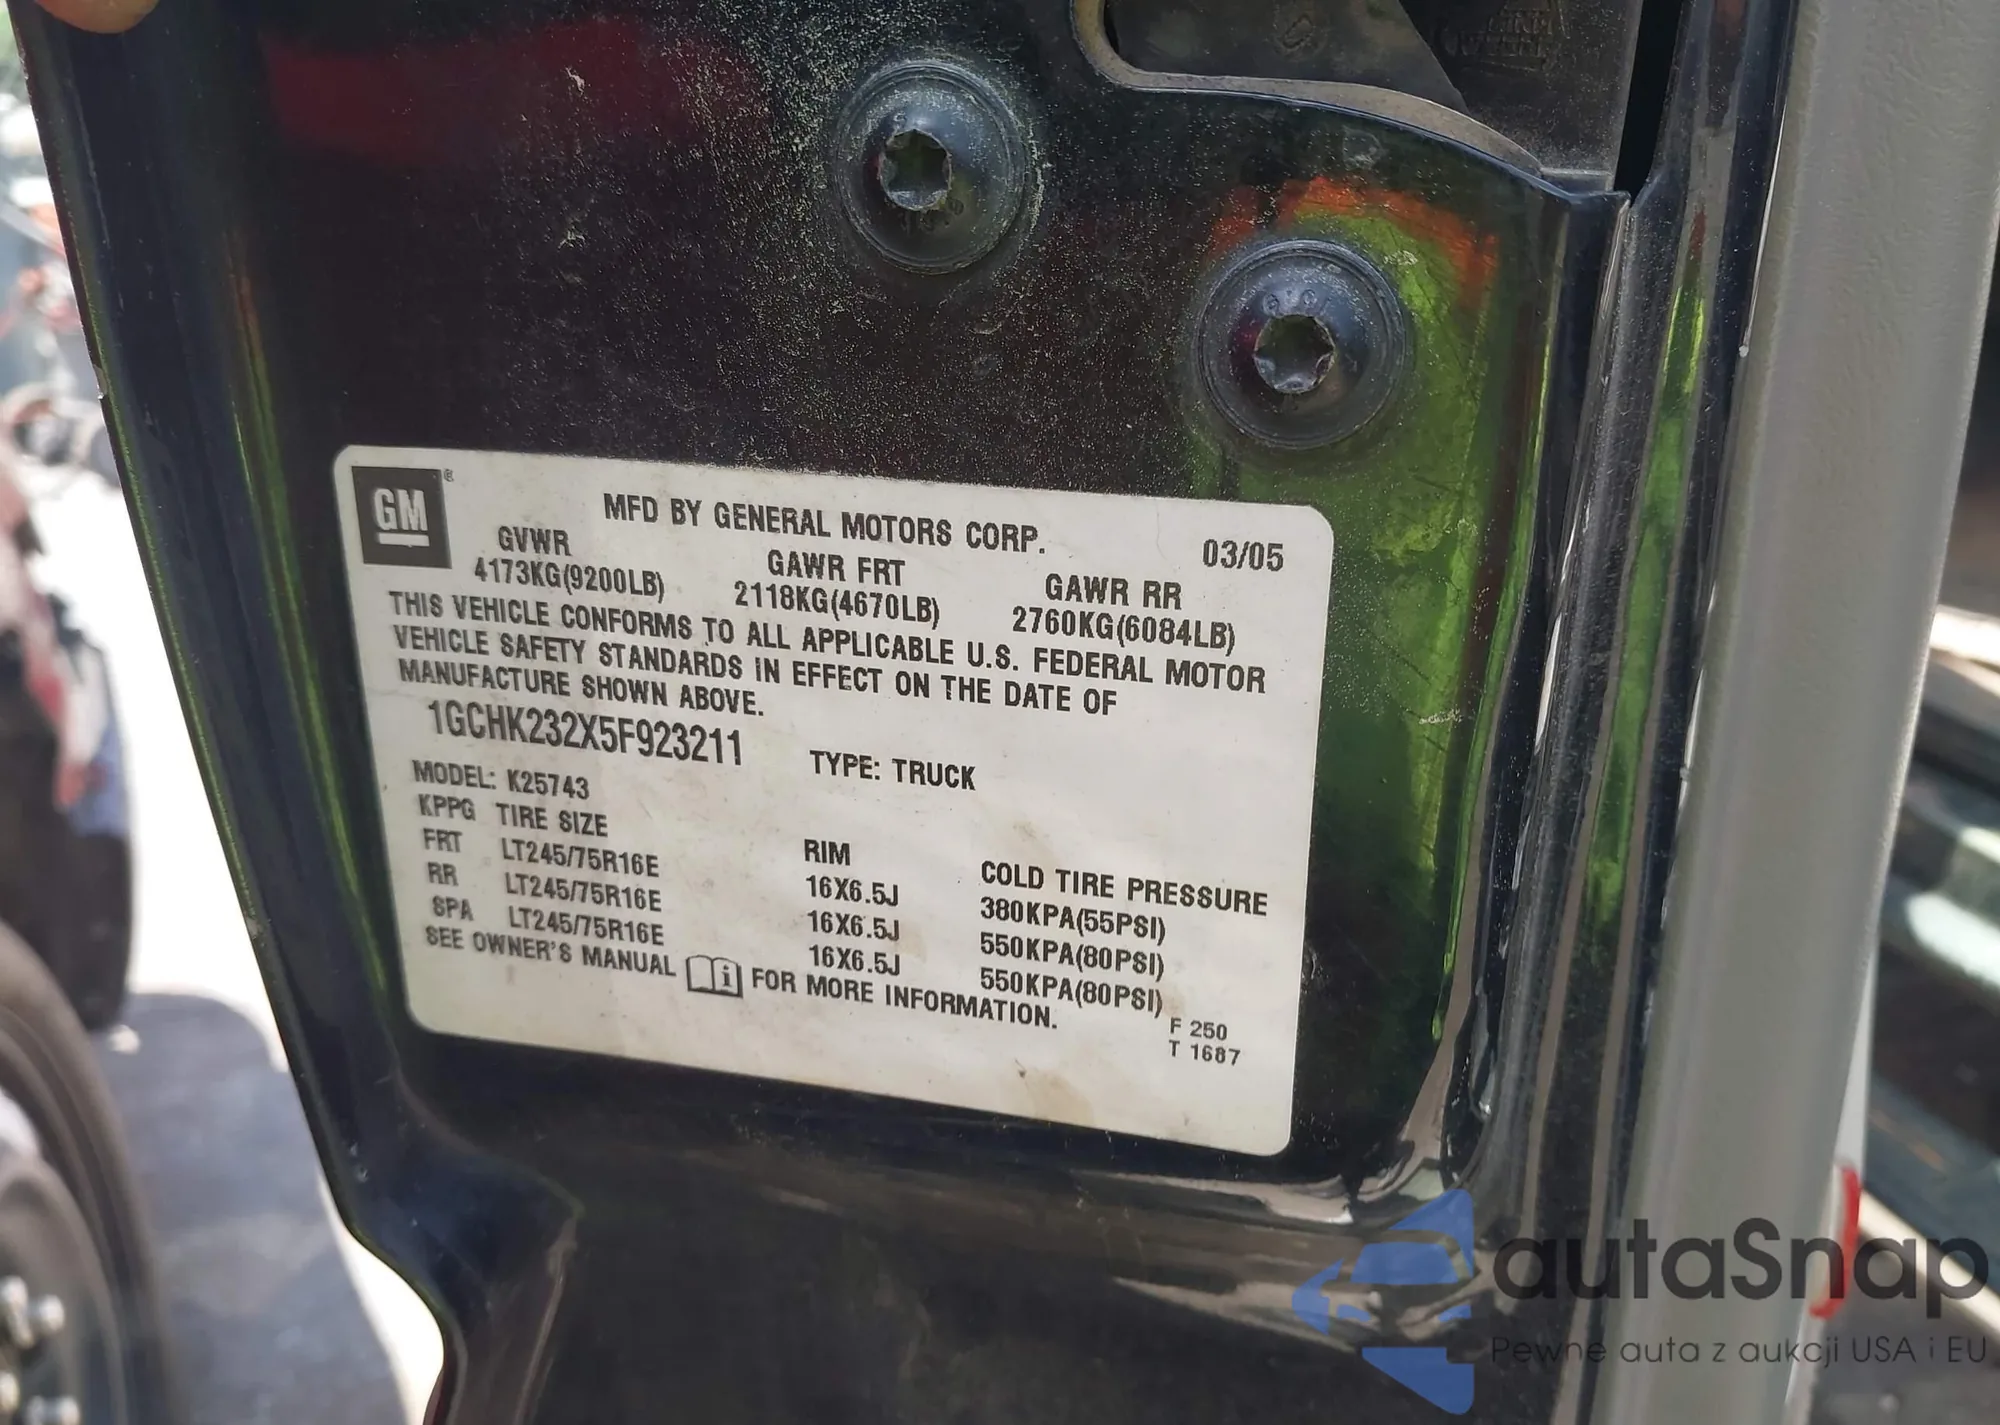 GM ®
MFD BY GENERAL MOTORS CORP.
03/05
GVWR GAWR FRT GAWR RR
4173KG(9200LB) 2118KG(4670LB) 2760KG(6084LB)
THIS VEHICLE CONFORMS TO ALL APPLICABLE U.S. FEDERAL MOTOR
VEHICLE SAFETY STANDARDS IN EFFECT ON THE DATE OF
MANUFACTURE SHOWN ABOVE.
1GCHK232X5F923211 TYPE: TRUCK
MODEL: K25743
KPPG TIRE SIZE RIM COLD TIRE PRESSURE
FRT LT245/75R16E 16X6.5J 380KPA(55PSI)
RR LT245/75R16E 16X6.5J 550KPA(80PSI)
SPA LT245/75R16E 16X6.5J 550KPA(80PSI)
SEE OWNER'S MANUAL i FOR MORE INFORMATION.
F 250
T 1687
autaSnap
Pewne auta z aukcji USA i EU